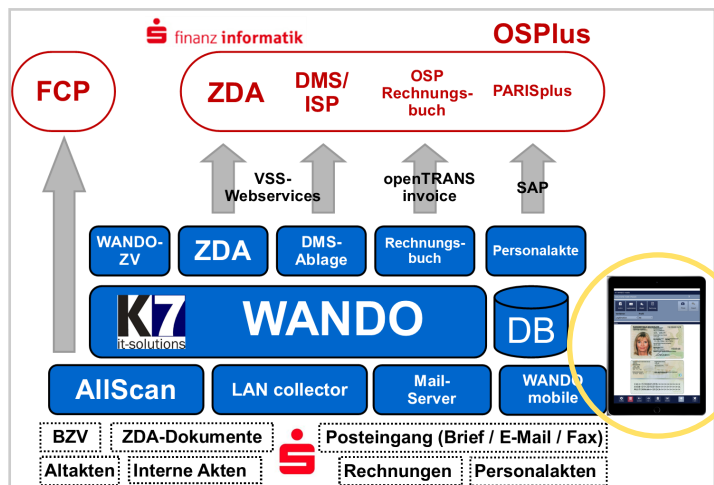 finanz informatik
OSPlus
FCP
ZDA
DMS/
ISP
OSP
Rechnungs-
buch
PARISplus
VSS-
Webservices
openTRANS
invoice
SAP
WANDO-
ZV
ZDA
DMS-
Ablage
Rechnungs-
buch
Personalakte
K7
it-solutions
WANDO
DB
AllScan
LAN collector
Mail-
Server
WANDO
mobile
BZV
ZDA-Dokumente
Posteingang (Brief / E-Mail / Fax)
Altakten
Interne Akten
Rechnungen
Personalakten